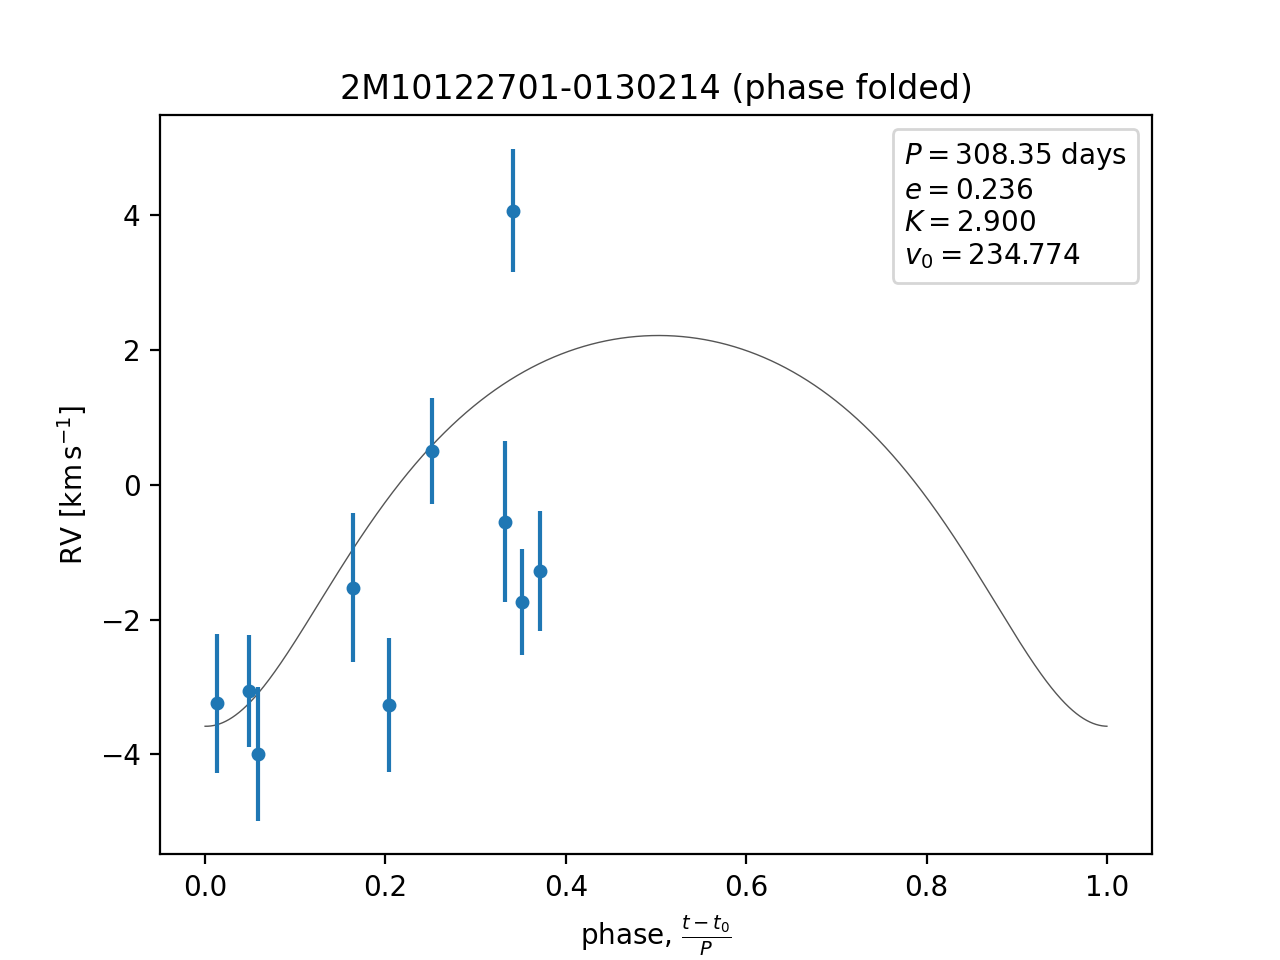 2M10122701-0130214 (phase folded)
P = 308.35 days
e = 0.236
K = 2.900
v₀ = 234.774
4
2
0
−2
−4
RV [km s⁻¹]
0.0 0.2 0.4 0.6 0.8 1.0
phase, (t − t₀)/P